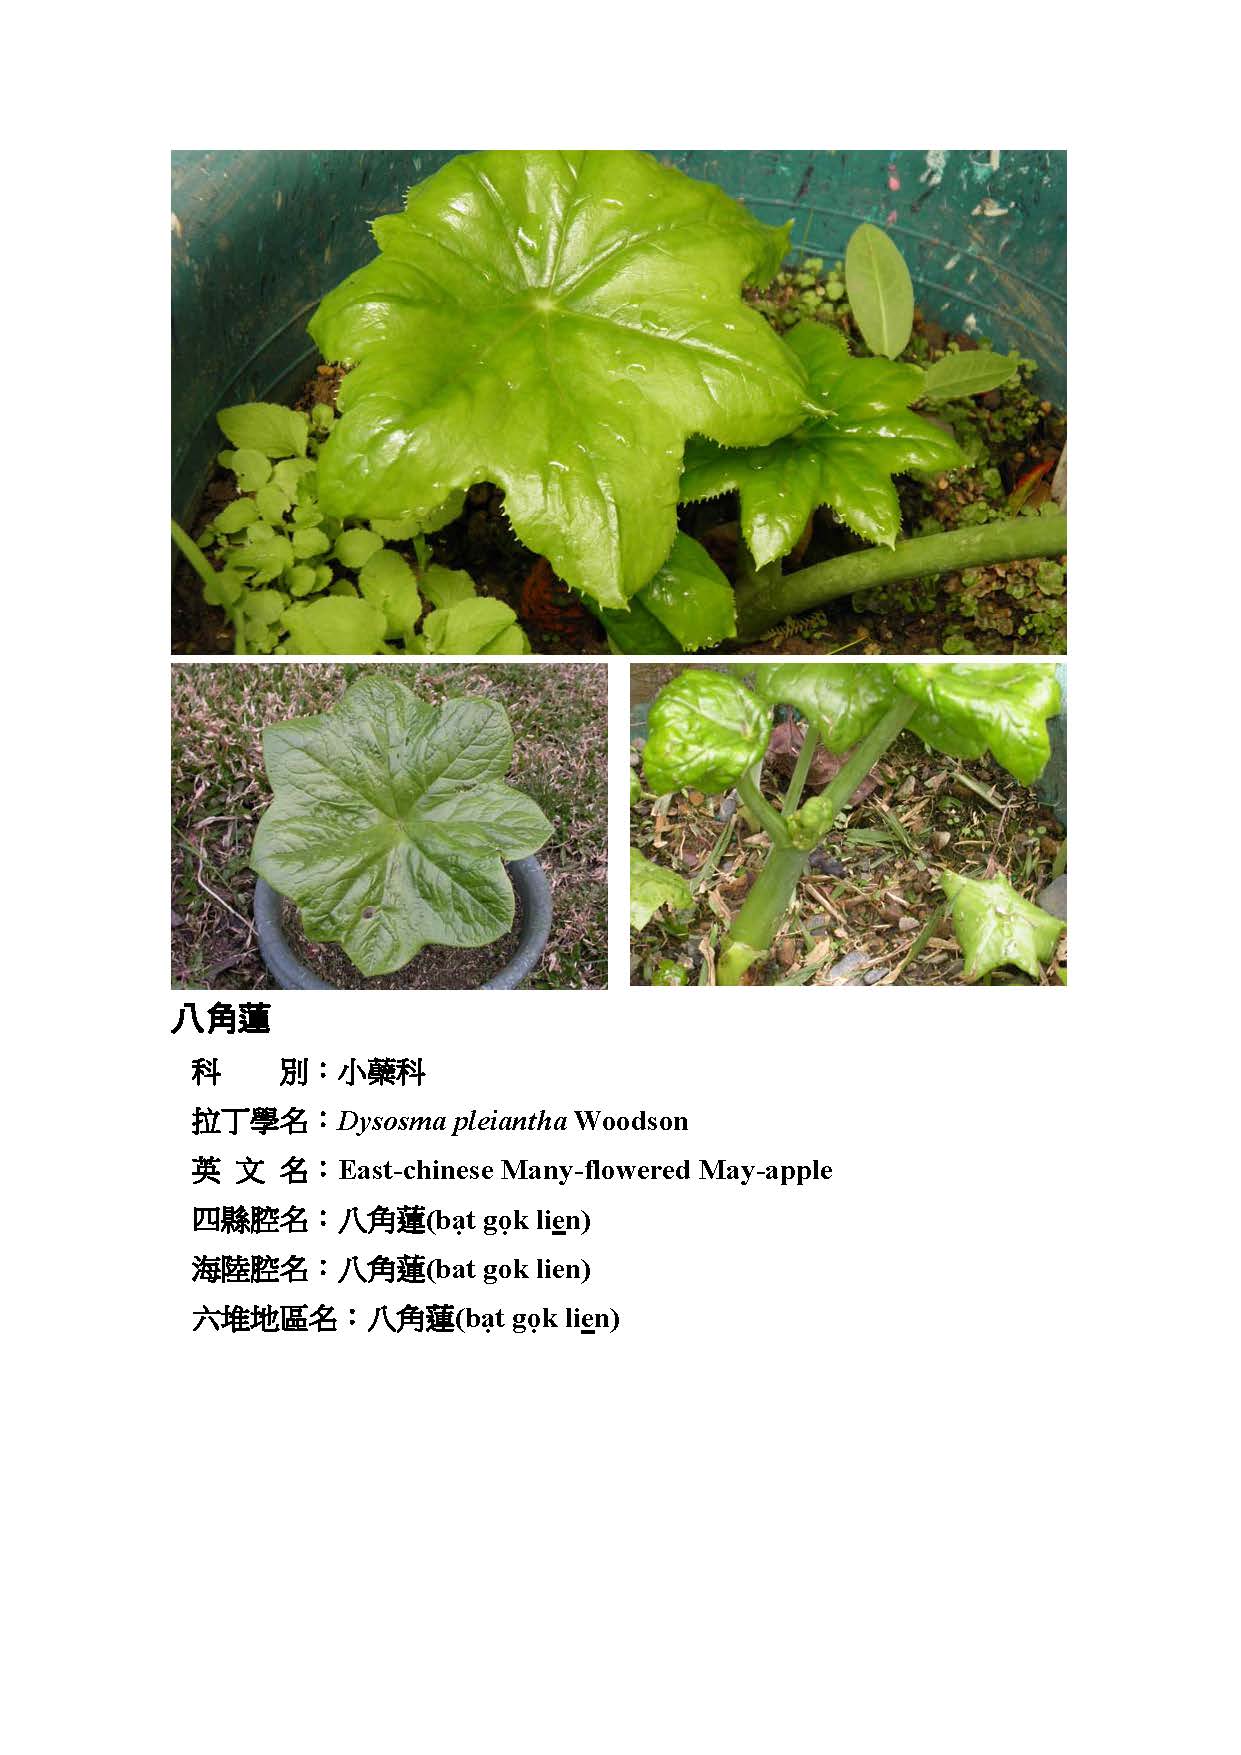 八角蓮
科　　別：小蘗科
拉丁學名：Dysosma pleiantha Woodson
英 文 名：East-chinese Many-flowered May-apple
四縣腔名：八角蓮(bạt gọk lie̲n)
海陸腔名：八角蓮(bat gok lien)
六堆地區名：八角蓮(bạt gọk lie̲n)